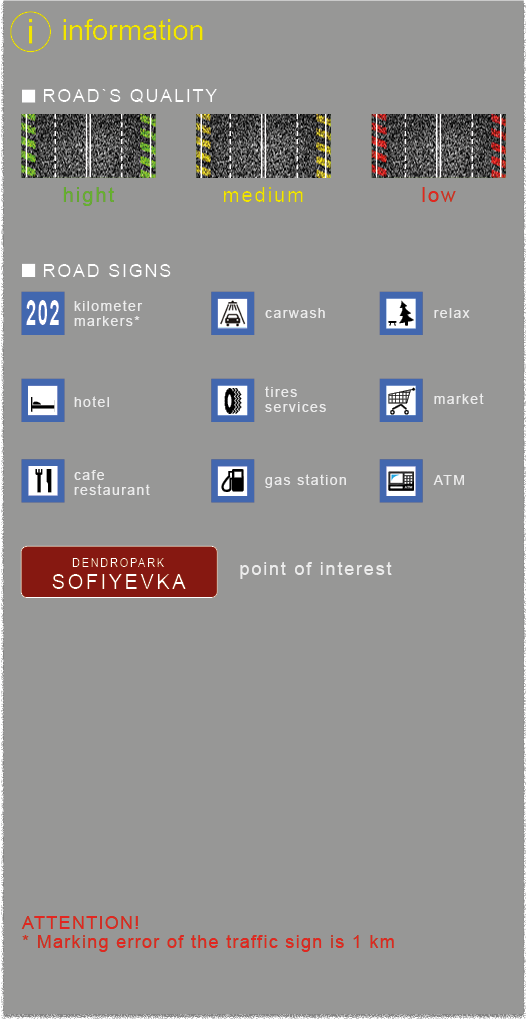 i information
ROAD`S QUALITY
hight medium low
ROAD SIGNS
202 kilometer
markers*
carwash
relax
hotel
tires
services
market
cafe
restaurant
gas station
ATM
DENDROPARK
SOFIYEVKA
point of interest
ATTENTION!
* Marking error of the traffic sign is 1 km